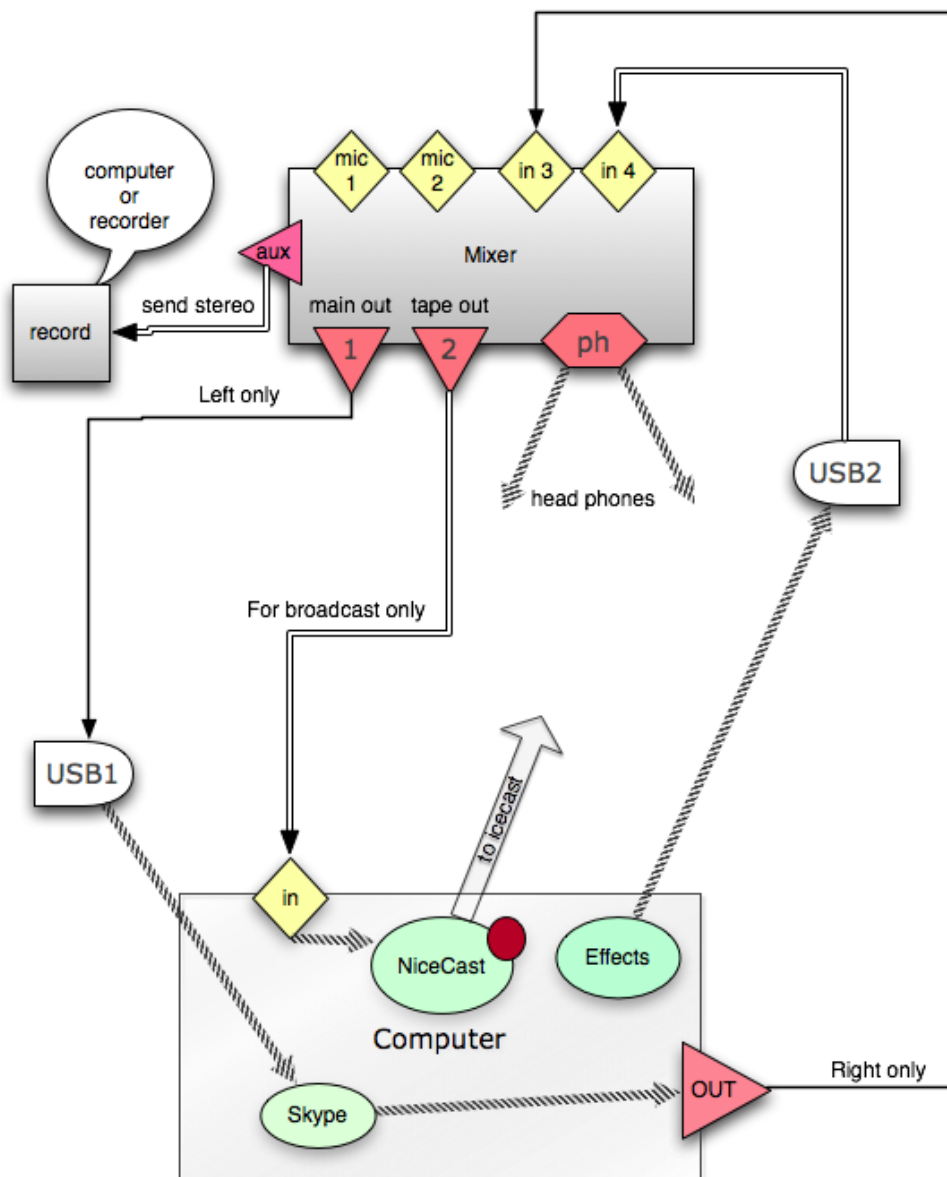 computer
or
recorder
mic
1
mic
2
in 3
in 4
aux
Mixer
send stereo
main out
tape out
record
1
2
ph
Left only
USB2
head phones
For broadcast only
USB1
to icecast
in
NiceCast
Effects
Computer
OUT
Right only
Skype